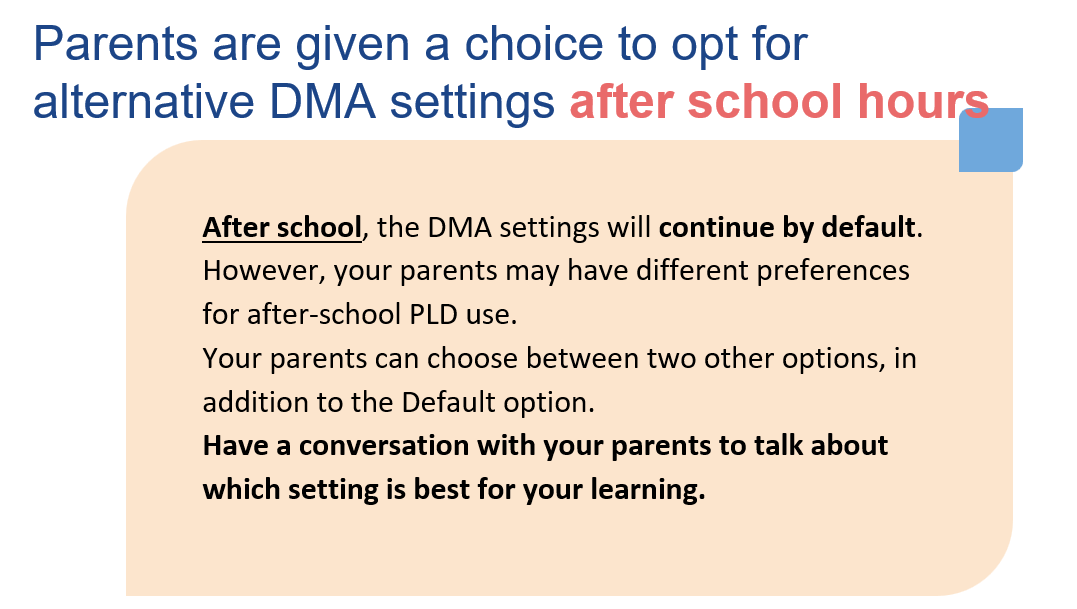 Parents are given a choice to opt for
alternative DMA settings after school hours
After school, the DMA settings will continue by default.
However, your parents may have different preferences
for after-school PLD use.
Your parents can choose between two other options, in
addition to the Default option.
Have a conversation with your parents to talk about
which setting is best for your learning.